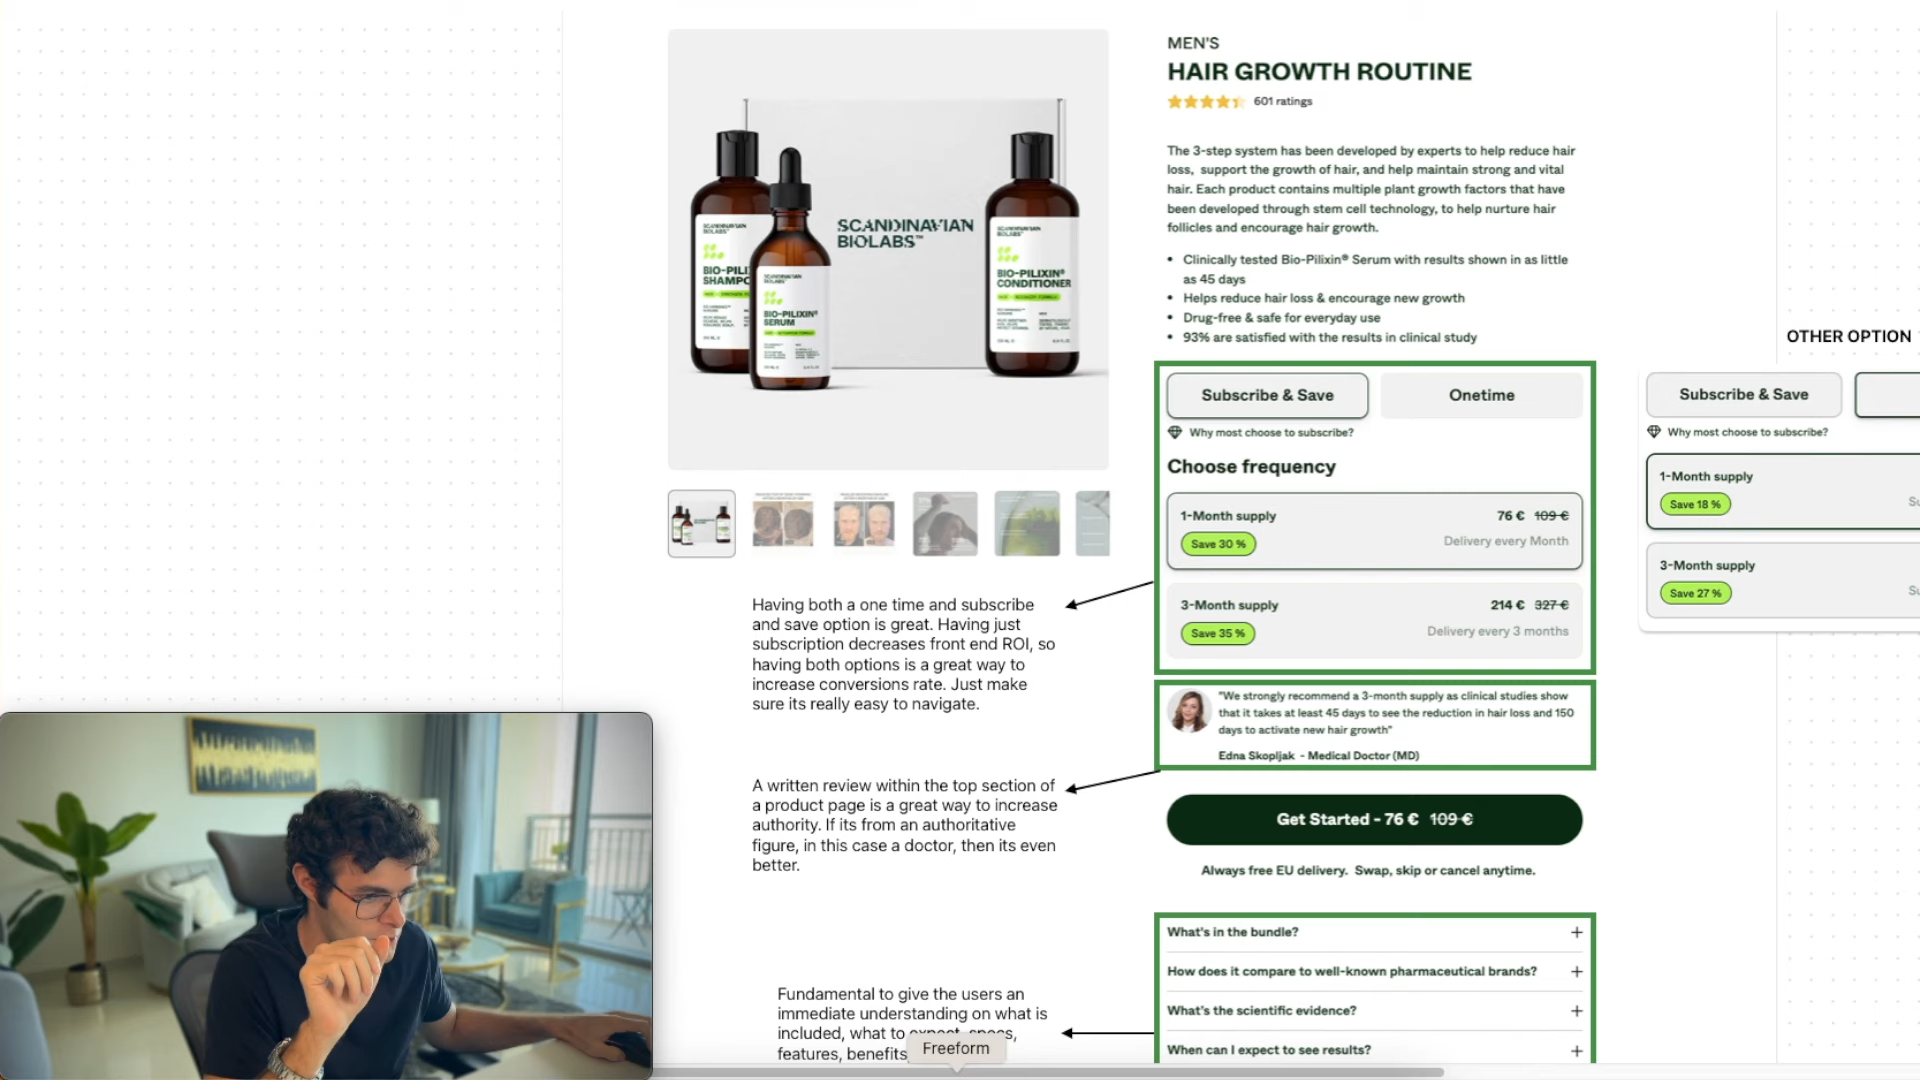 MEN'S
HAIR GROWTH ROUTINE
601 ratings
The 3-step system has been developed by experts to help reduce hair
loss, support the growth of hair, and help maintain strong and vital
hair. Each product contains multiple plant growth factors that have
been developed through stem cell technology, to help nurture hair
follicles and encourage hair growth.
• Clinically tested Bio-Pilixin® Serum with results shown in as little
as 45 days
• Helps reduce hair loss & encourage new growth
• Drug-free & safe for everyday use
• 93% are satisfied with the results in clinical study
SCANDINAVIAN
BIOLABS™
SCANDINAVIAN
BIOLABS™
BIO-PILI
SHAMPO
SCANDINAVIAN
BIOLABS™
BIO-PILIXIN®
SERUM
SCANDINAVIAN
BIOLABS™
BIO-PILIXIN®
CONDITIONER
Subscribe & Save
Onetime
Why most choose to subscribe?
Choose frequency
1-Month supply
76 € 109 €
Save 30 %
Delivery every Month
3-Month supply
214 € 327 €
Save 35 %
Delivery every 3 months
"We strongly recommend a 3-month supply as clinical studies show
that it takes at least 45 days to see the reduction in hair loss and 150
days to activate new hair growth"
Edna Skopljak - Medical Doctor (MD)
Get Started - 76 € 109 €
Always free EU delivery. Swap, skip or cancel anytime.
What's in the bundle?
How does it compare to well-known pharmaceutical brands?
What's the scientific evidence?
When can I expect to see results?
Having both a one time and subscribe
and save option is great. Having just
subscription decreases front end ROI, so
having both options is a great way to
increase conversions rate. Just make
sure its really easy to navigate.
A written review within the top section of
a product page is a great way to increase
authority. If its from an authoritative
figure, in this case a doctor, then its even
better.
Fundamental to give the users an
immediate understanding on what is
included, what to expect, specs,
features, benefits
Freeform
OTHER OPTION
Subscribe & Save
Why most choose to subscribe?
1-Month supply
Save 18 %
Su
3-Month supply
Save 27 %
Su